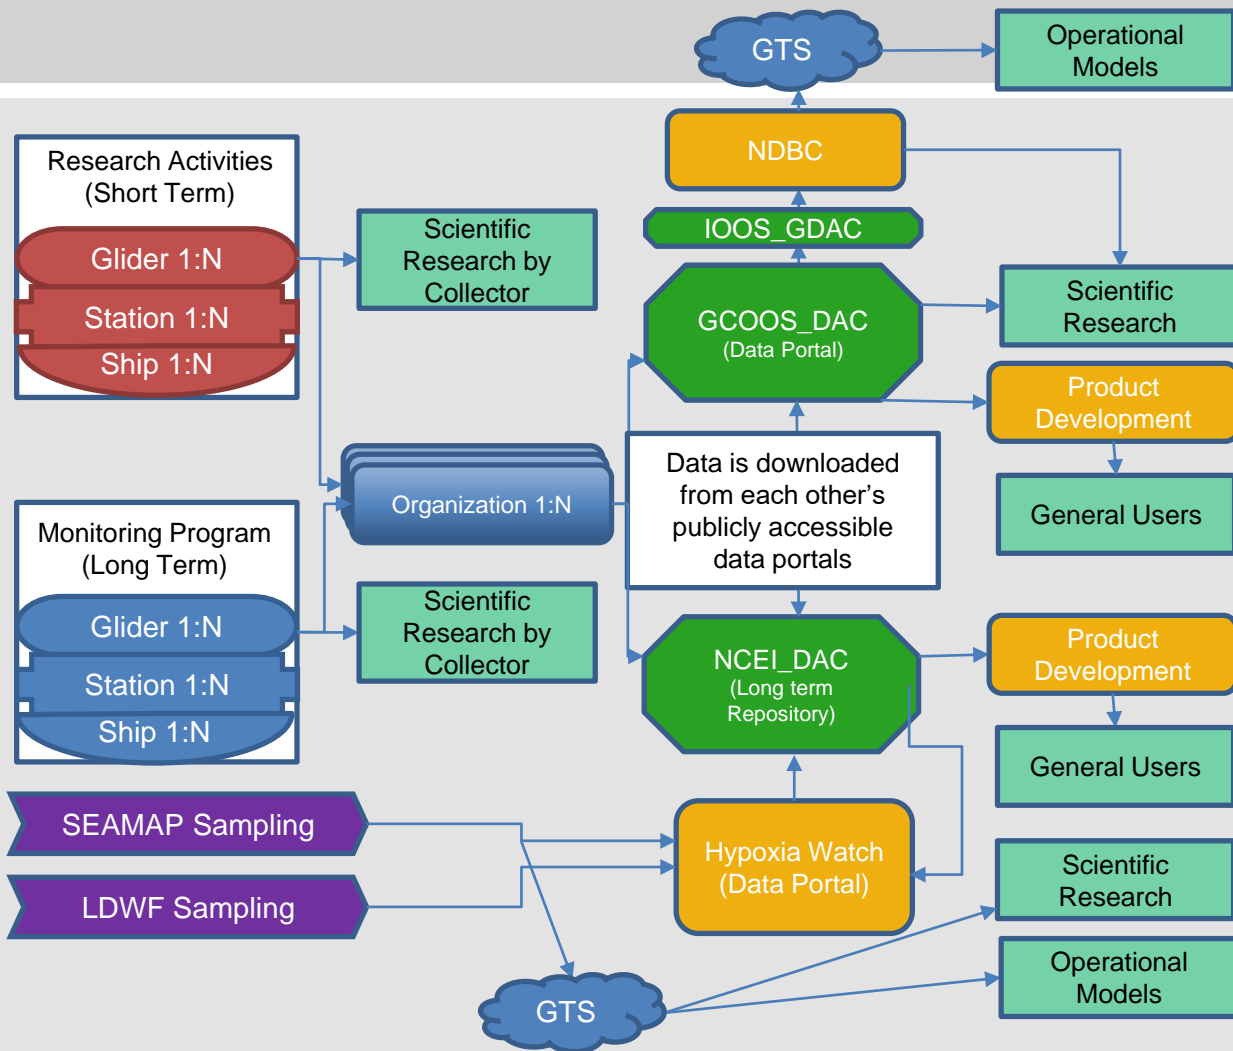 GTS
Operational
Models
NDBC
Research Activities
(Short Term)
Glider 1:N
Station 1:N
Ship 1:N
Scientific
Research by
Collector
IOOS_GDAC
GCOOS_DAC
(Data Portal)
Scientific
Research
Product
Development
General Users
Organization 1:N
Data is downloaded
from each other’s
publicly accessible
data portals
Monitoring Program
(Long Term)
Glider 1:N
Station 1:N
Ship 1:N
Scientific
Research by
Collector
NCEI_DAC
(Long term
Repository)
Product
Development
General Users
SEAMAP Sampling
LDWF Sampling
Hypoxia Watch
(Data Portal)
Scientific
Research
GTS
Operational
Models